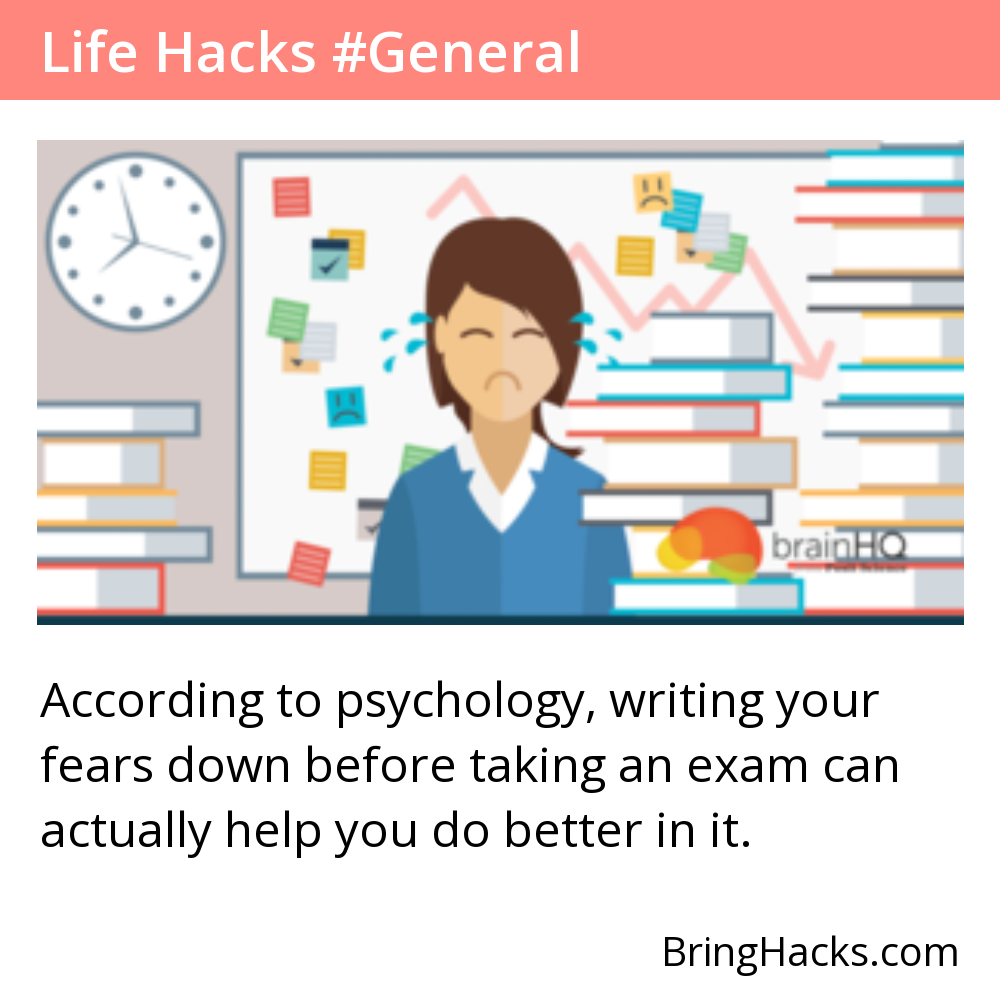 Life Hacks #General
brainHQ
According to psychology, writing your
fears down before taking an exam can
actually help you do better in it.
BringHacks.com